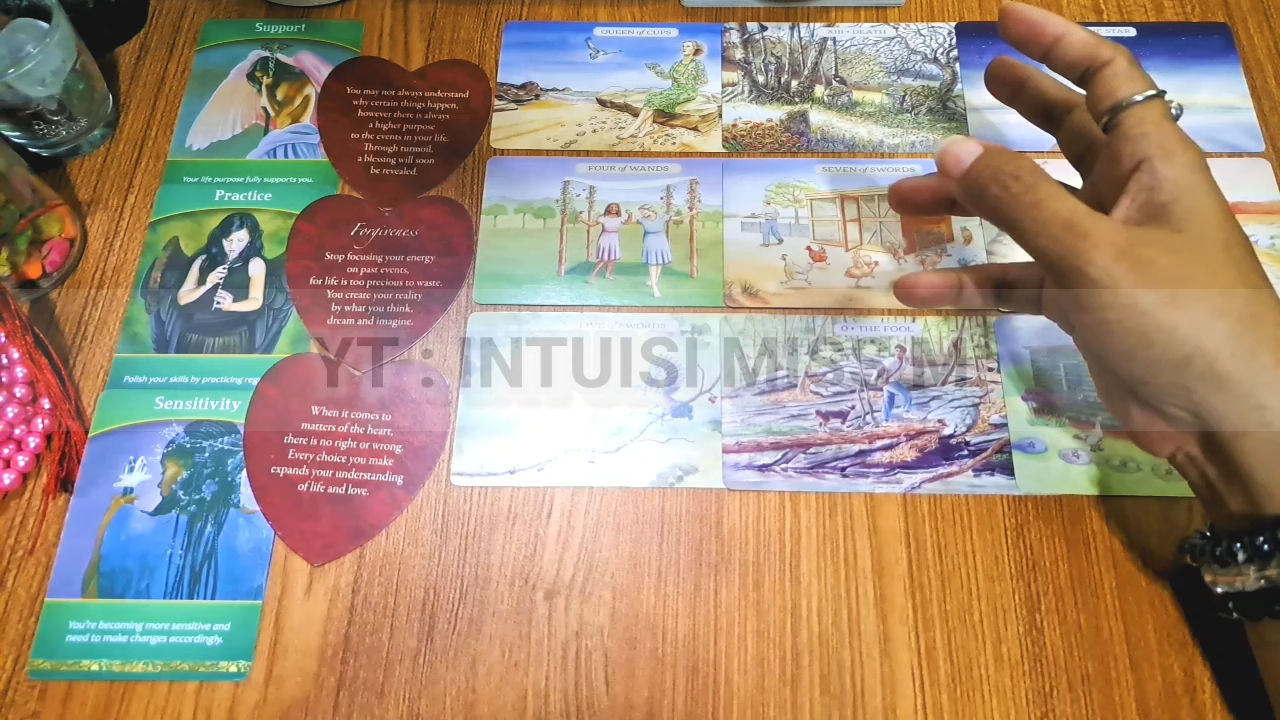 Support
Your life purpose fully supports you.
Practice
Polish your skills by practicing
Sensitivity
You're becoming more sensitive and
need to make changes accordingly.
You may not always understand
why certain things happen,
however there is always
a higher purpose
to the events in your life.
Through turmoil,
a blessing will soon
be revealed.
Forgiveness
Stop focusing your energy
on past events,
for life is too precious to waste.
You create your reality
by what you think,
dream and imagine.
When it comes to
matters of the heart,
there is no right or wrong.
Every choice you make
expands your understanding
of life and love.
QUEEN of CUPS
XIII • DEATH
STAR
FOUR of WANDS
SEVEN of SWORDS
FIVE of SWORDS
0 • THE FOOL
YT : INTUISI